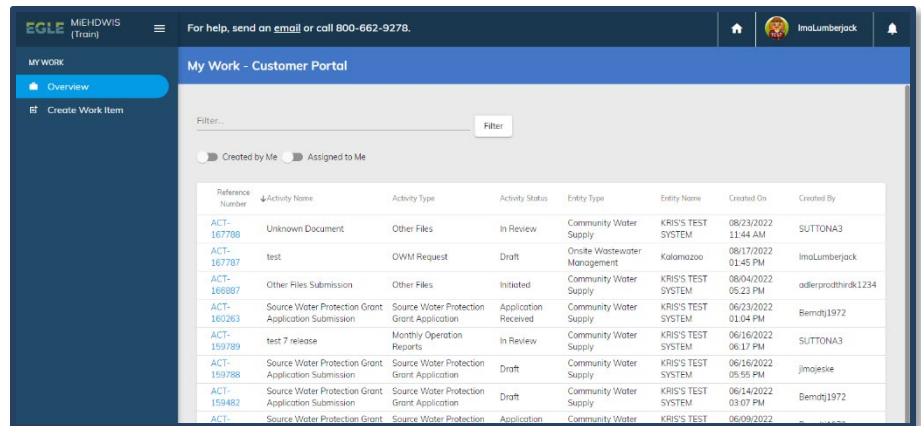 EGLE MiEHDWIS (Train)
For help, send an email or call 800-662-9278.
ImaLumberjack
MY WORK
Overview
Create Work Item
My Work - Customer Portal
Filter...
Filter
Created by Me Assigned to Me
Reference Number Activity Name Activity Type Activity Status Entity Type Entity Name Created On Created By
ACT-167788 Unknown Document Other Files In Review Community Water Supply KRIS'S TEST SYSTEM 08/23/2022 11:44 AM SUTTONA3
ACT-167787 test OWM Request Draft Onsite Wastewater Management Kalamazoo 08/17/2022 01:45 PM ImaLumberjack
ACT-166887 Other Files Submission Other Files Initiated Community Water Supply KRIS'S TEST SYSTEM 08/04/2022 05:23 PM adlerprodthirdk1234
ACT-160263 Source Water Protection Grant Application Submission Source Water Protection Grant Application Application Received Community Water Supply KRIS'S TEST SYSTEM 06/23/2022 01:04 PM Berndtj1972
ACT-159789 test 7 release Monthly Operation Reports In Review Community Water Supply KRIS'S TEST SYSTEM 06/16/2022 06:17 PM SUTTONA3
ACT-159788 Source Water Protection Grant Application Submission Source Water Protection Grant Application Draft Community Water Supply KRIS'S TEST SYSTEM 06/16/2022 05:55 PM jlmajeske
ACT-159482 Source Water Protection Grant Application Submission Source Water Protection Grant Application Draft Community Water Supply KRIS'S TEST SYSTEM 06/14/2022 03:07 PM Berndtj1972
ACT- Source Water Protection Grant Source Water Protection Application Community Water KRIS'S TEST 06/09/2022